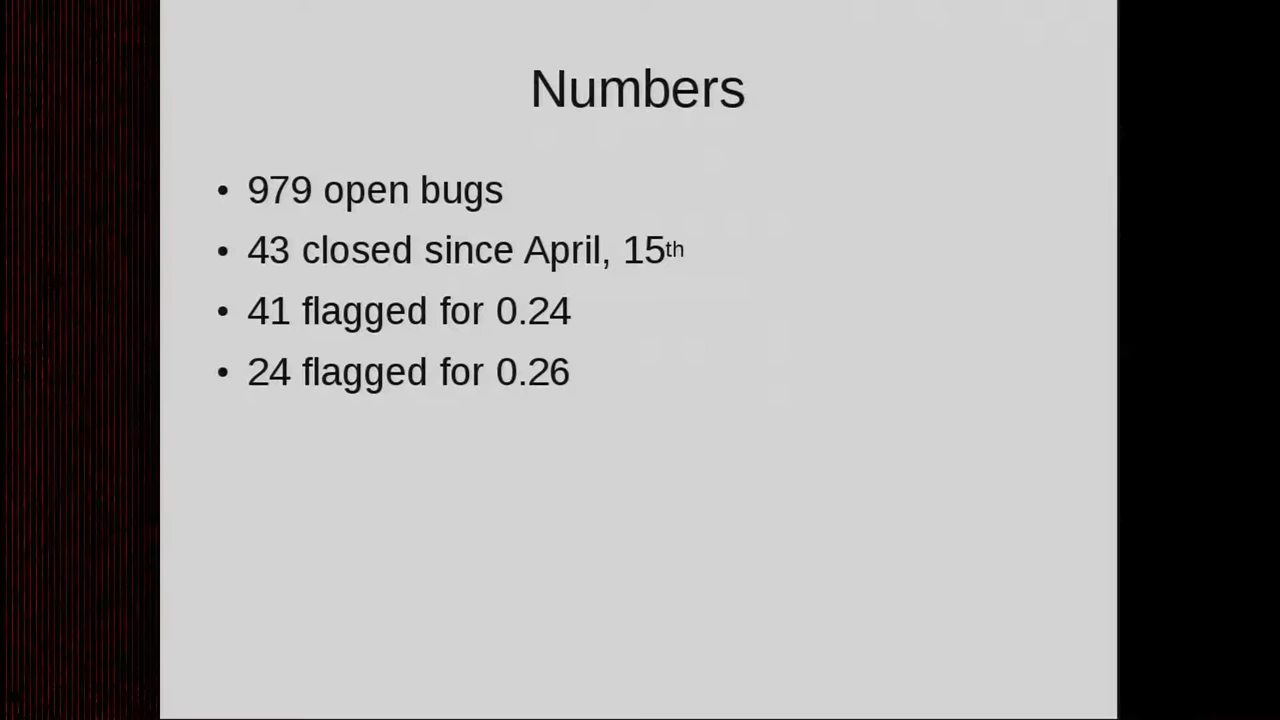 Numbers
• 979 open bugs
• 43 closed since April, 15th
• 41 flagged for 0.24
• 24 flagged for 0.26